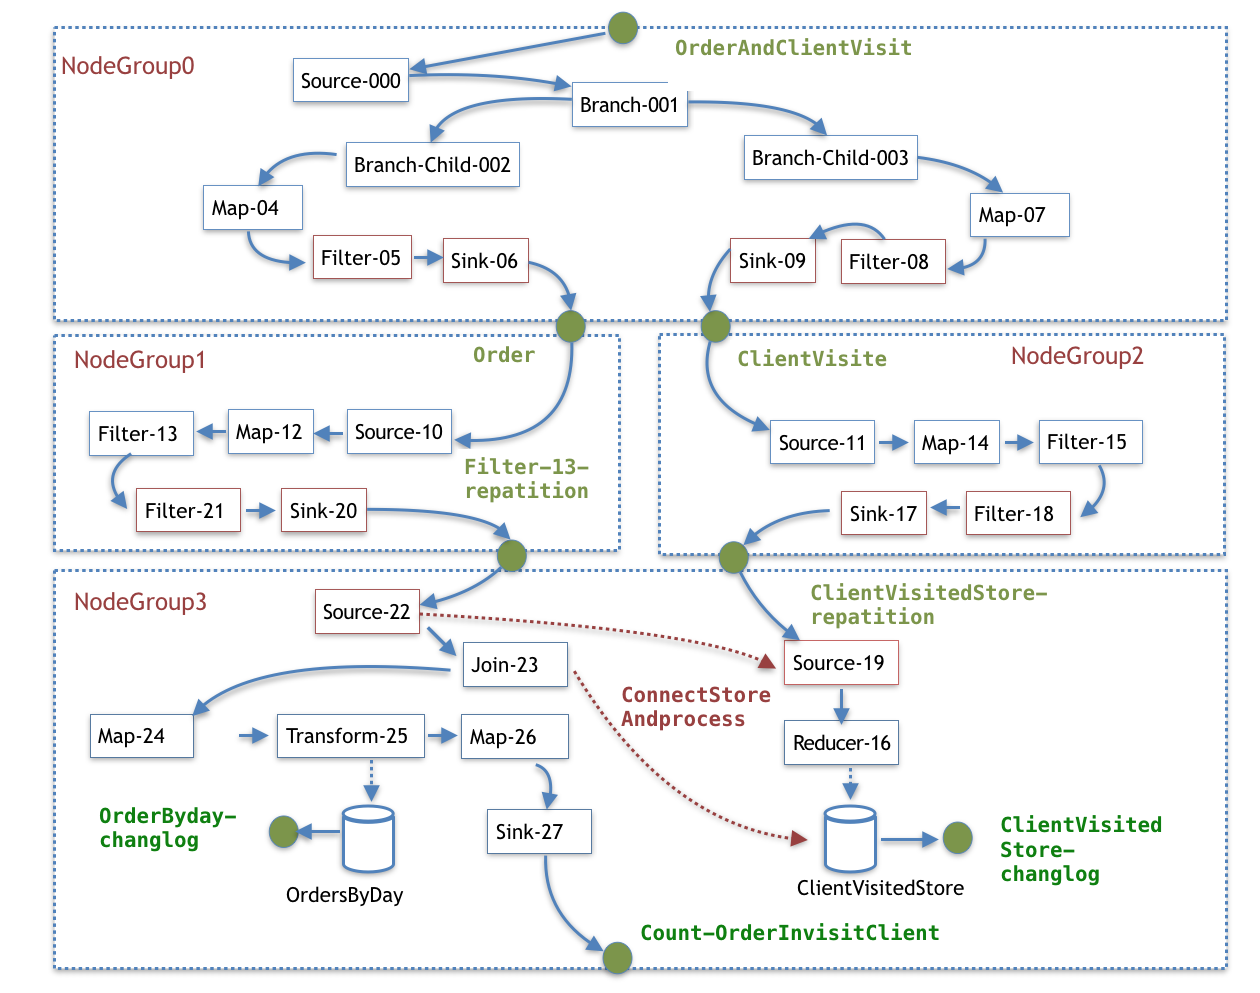 OrderAndClientVisit
NodeGroup0
Source-000
Branch-001
Branch-Child-002
Branch-Child-003
Map-04
Map-07
Filter-05
Sink-06
Sink-09
Filter-08
NodeGroup1
Order
ClientVisite
NodeGroup2
Filter-13
Map-12
Source-10
Source-11
Map-14
Filter-15
Filter-13-
repatition
Filter-21
Sink-20
Sink-17
Filter-18
NodeGroup3
Source-22
ClientVisitedStore-
repatition
Join-23
Source-19
ConnectStore
Andprocess
Map-24
Transform-25
Map-26
Reducer-16
OrderByday-
changlog
Sink-27
ClientVisited
Store-
changlog
OrdersByDay
ClientVisitedStore
Count-OrderInvisitClient